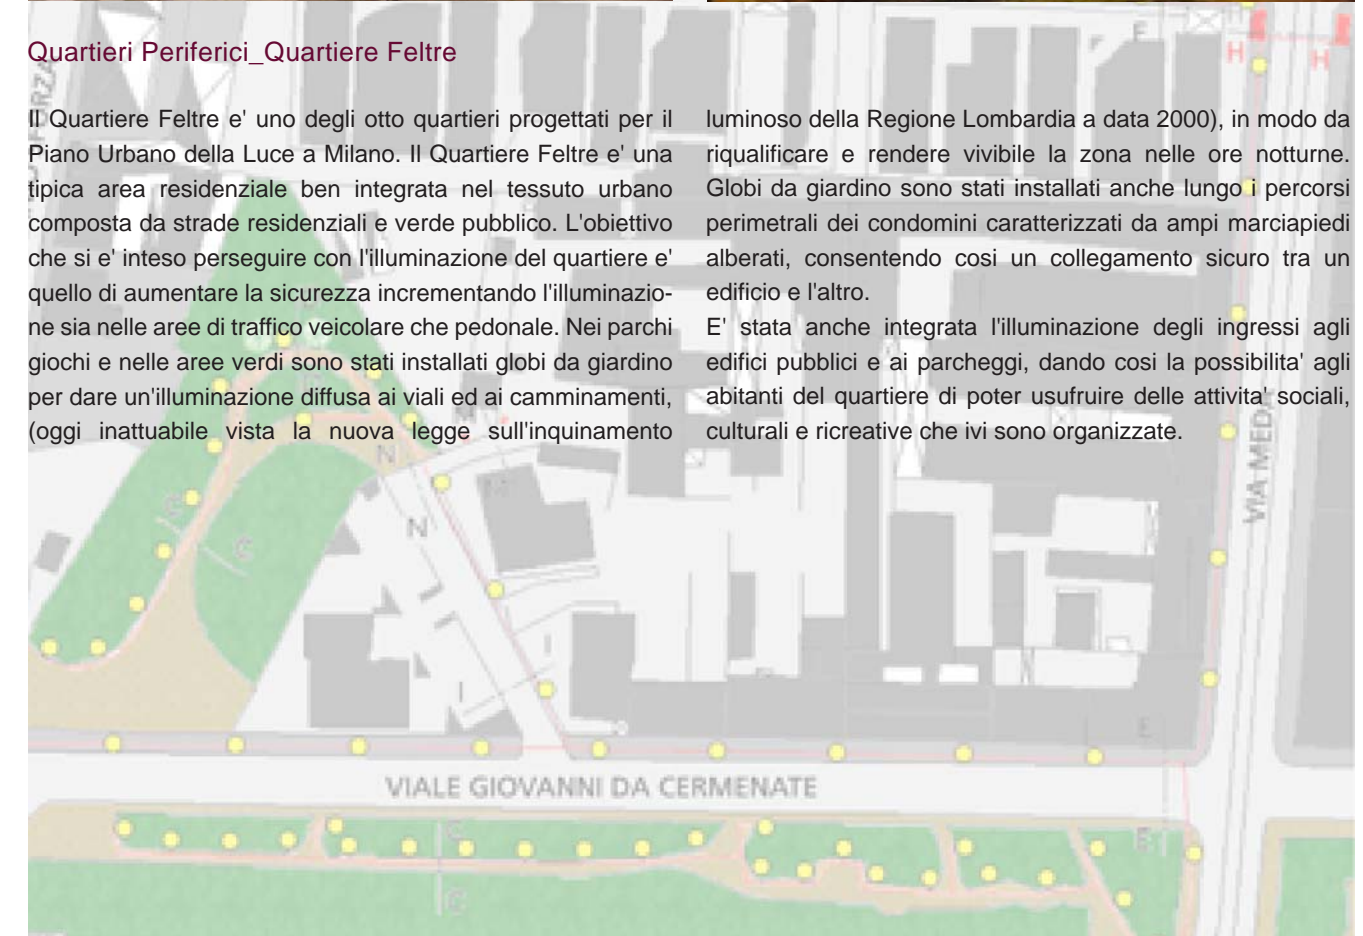 Quartieri Periferici_Quartiere Feltre
Il Quartiere Feltre e' uno degli otto quartieri progettati per il
Piano Urbano della Luce a Milano. Il Quartiere Feltre e' una
tipica area residenziale ben integrata nel tessuto urbano
composta da strade residenziali e verde pubblico. L'obiettivo
che si e' inteso perseguire con l'illuminazione del quartiere e'
quello di aumentare la sicurezza incrementando l'illuminazio-
ne sia nelle aree di traffico veicolare che pedonale. Nei parchi
giochi e nelle aree verdi sono stati installati globi da giardino
per dare un'illuminazione diffusa ai viali ed ai camminamenti,
(oggi inattuabile vista la nuova legge sull'inquinamento
luminoso della Regione Lombardia a data 2000), in modo da
riqualificare e rendere vivibile la zona nelle ore notturne.
Globi da giardino sono stati installati anche lungo i percorsi
perimetrali dei condomini caratterizzati da ampi marciapiedi
alberati, consentendo cosi un collegamento sicuro tra un
edificio e l'altro.
E' stata anche integrata l'illuminazione degli ingressi agli
edifici pubblici e ai parcheggi, dando cosi la possibilita' agli
abitanti del quartiere di poter usufruire delle attivita' sociali,
culturali e ricreative che ivi sono organizzate.
F
H
H
N
M
N
C
C
I
I
E
VIA MED
VIALE GIOVANNI DA CERMENATE
C
C
E